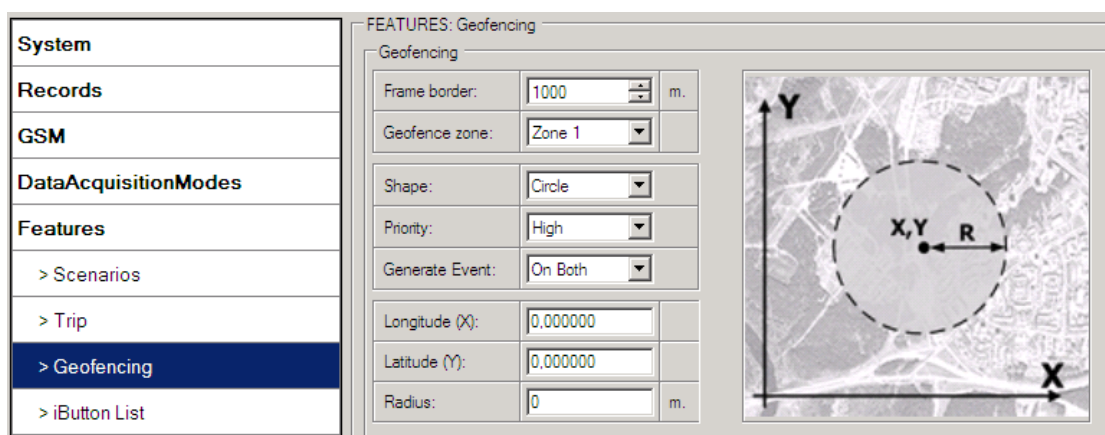 System
Records
GSM
DataAcquisitionModes
Features
> Scenarios
> Trip
> Geofencing
> iButton List
FEATURES: Geofencing
Geofencing
Frame border: 1000 m.
Geofence zone: Zone 1
Shape: Circle
Priority: High
Generate Event: On Both
Longitude (X): 0,000000
Latitude (Y): 0,000000
Radius: 0 m.
Y
X,Y R
X